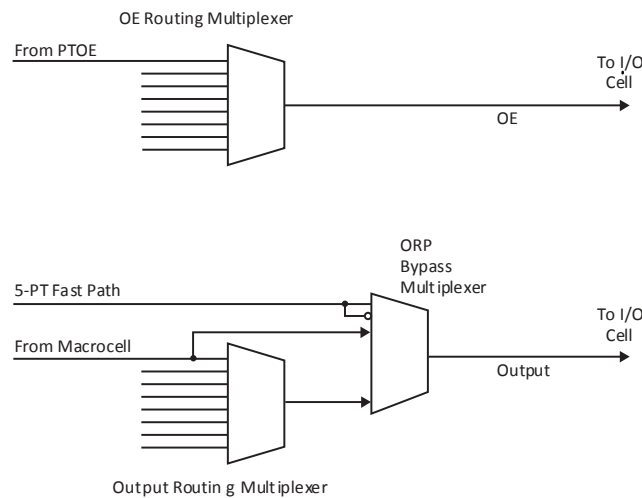 OE Routing Multiplexer
From PTOE
To I/O
Cell
OE
ORP
Bypass
Multiplexer
5-PT Fast Path
To I/O
Cell
From Macrocell
Output
Output Routin g Multiplexer